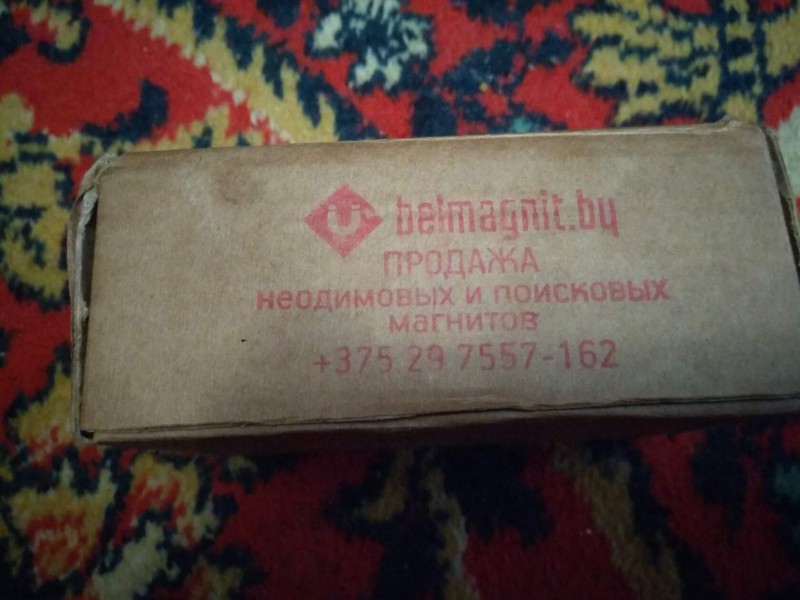 belmagnit.by
ПРОДАЖА
неодимовых и поисковых
магнитов
+375 29 7557-162